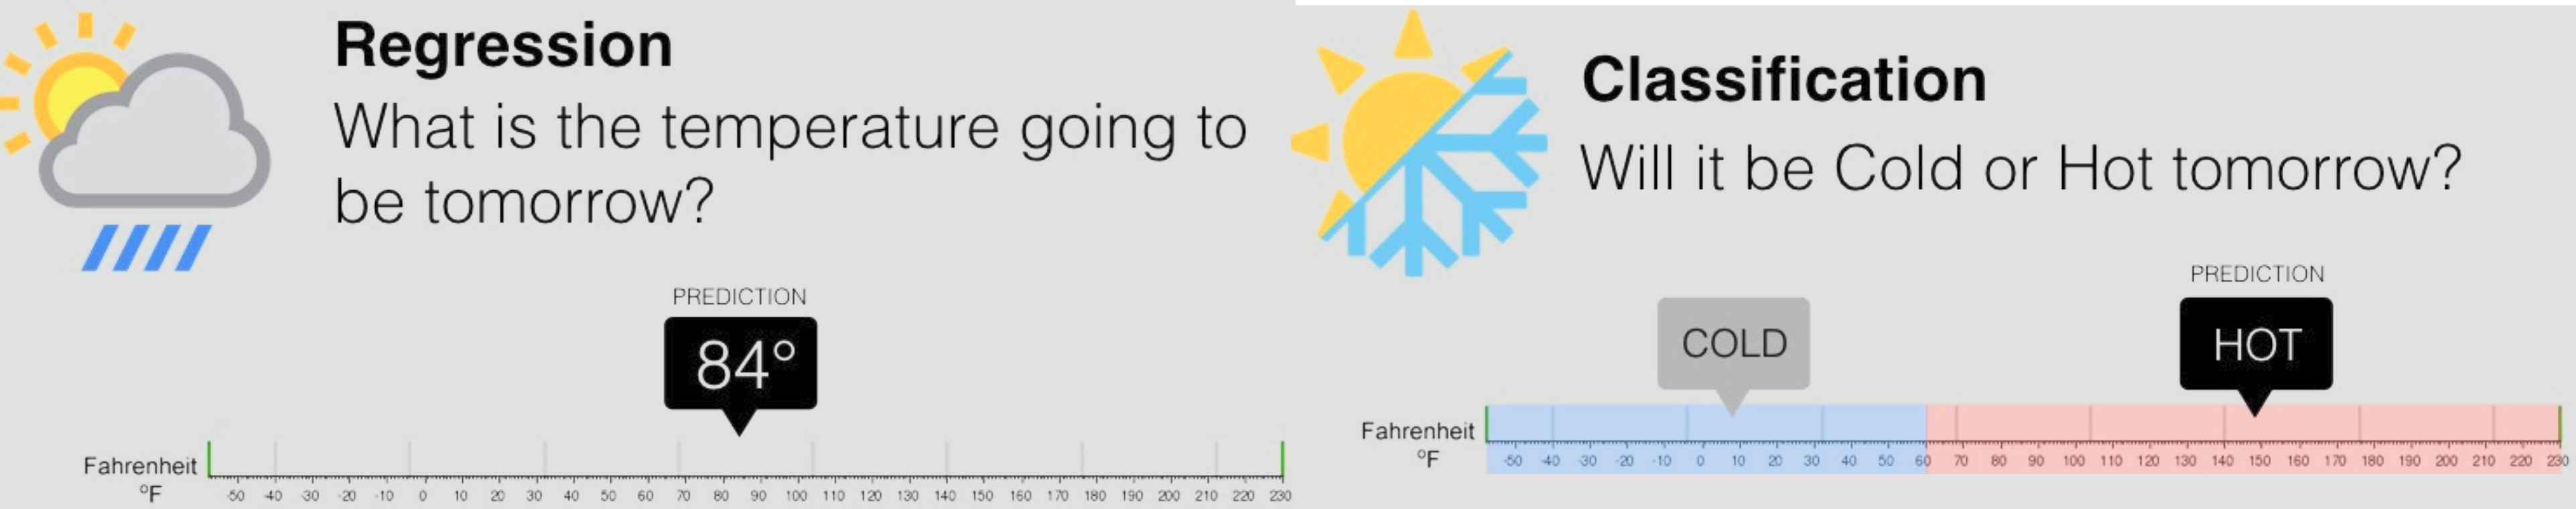 Regression
What is the temperature going to
be tomorrow?
PREDICTION
84°
Fahrenheit
°F
-50 -40 -30 -20 -10 0 10 20 30 40 50 60 70 80 90 100 110 120 130 140 150 160 170 180 190 200 210 220 230
Classification
Will it be Cold or Hot tomorrow?
PREDICTION
COLD HOT
Fahrenheit
°F
-50 -40 -30 -20 -10 0 10 20 30 40 50 60 70 80 90 100 110 120 130 140 150 160 170 180 190 200 210 220 230